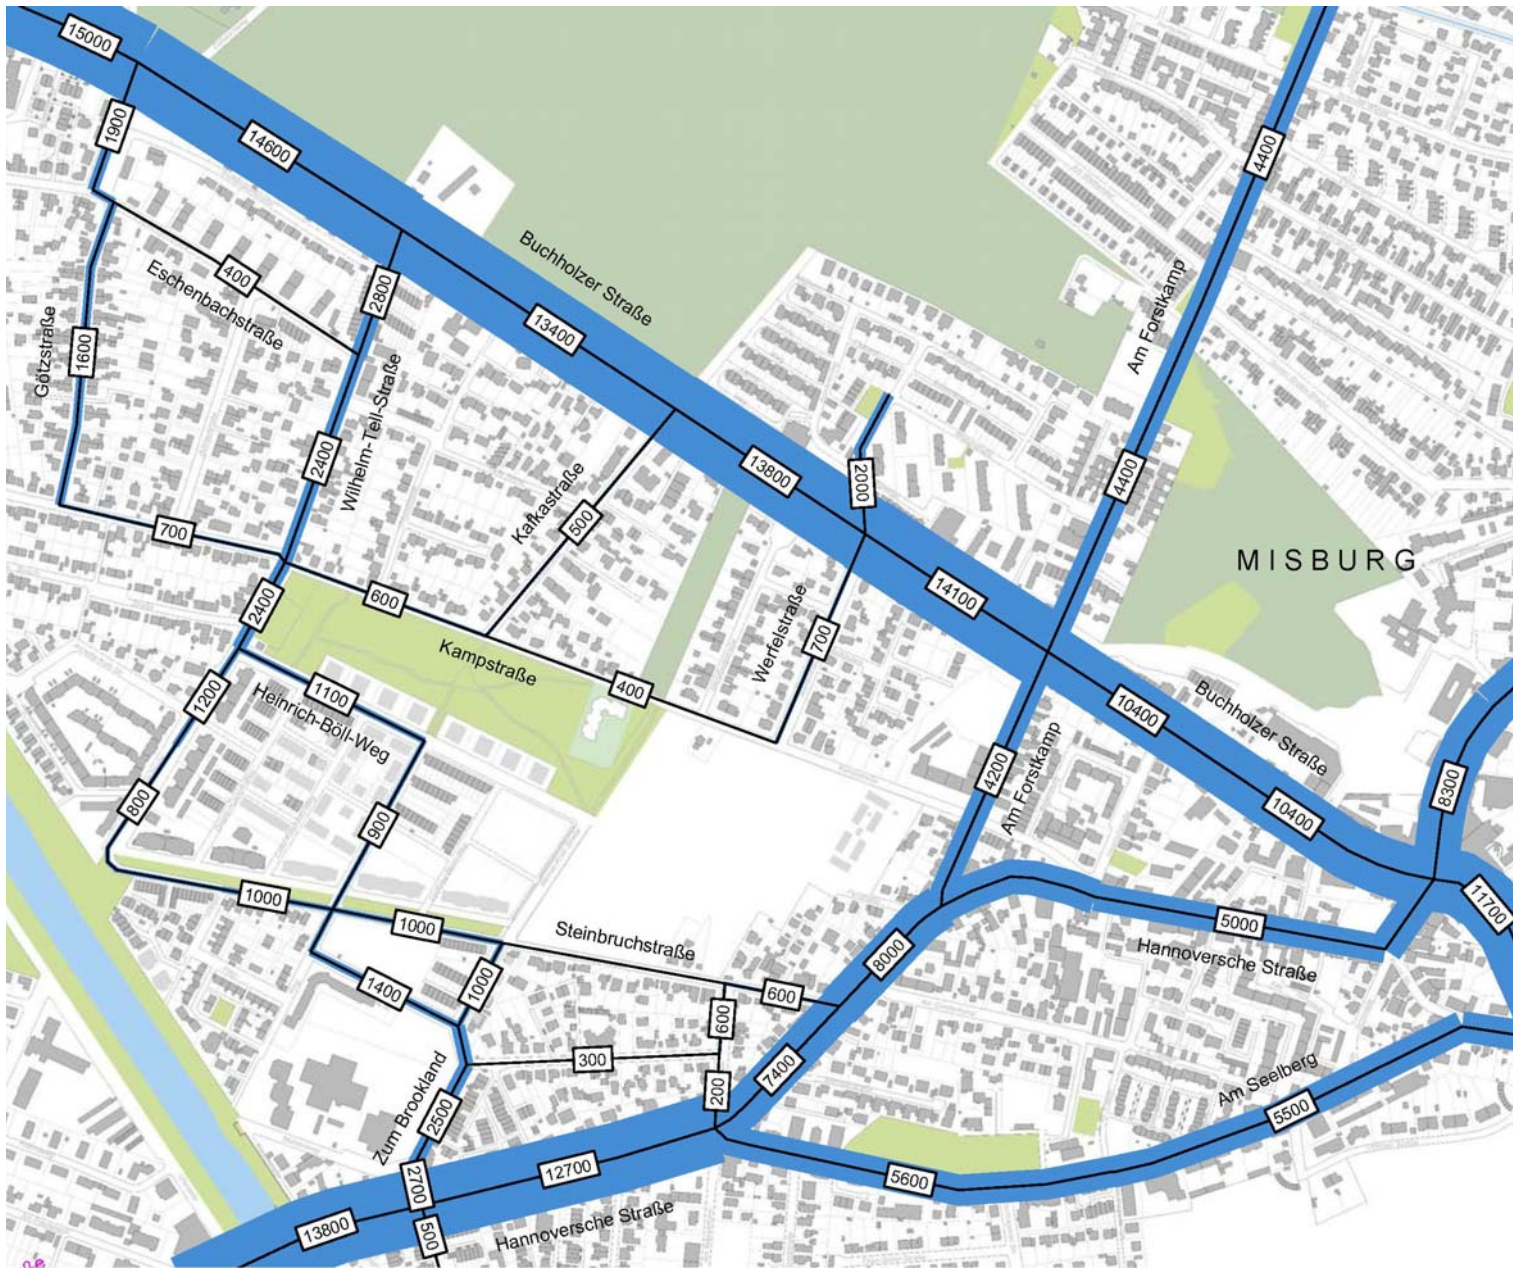 15000
1900
14600
4400
400
Eschenbachstraße
2800
Buchholzer Straße
13400
Am Forstkamp
Götzstraße
1600
Wilhelm-Tell-Straße
2400
Kafkastraße
500
13800
2000
4400
MISBURG
700
600
2400
14100
Kampstraße
Werfelstraße
700
400
1200
1100
Heinrich-Böll-Weg
10400
Buchholzer Straße
4200
Am Forstkamp
8300
800
900
10400
1000
1000
Steinbruchstraße
5000
11700
Hannoversche Straße
8000
1400
1000
600
600
300
7400
200
Zum Brookland
2500
Am Seelberg
5500
2700
12700
5600
13800
500
Hannoversche Straße